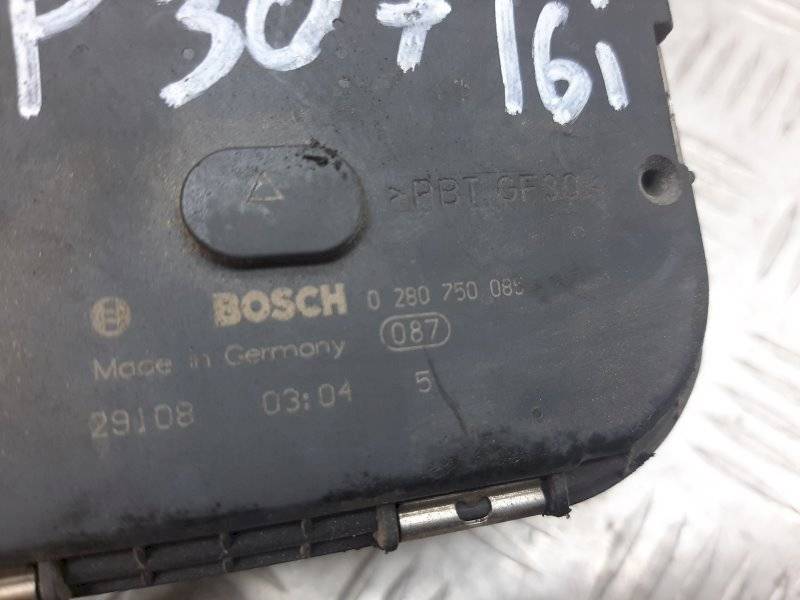 P 307 16i
>PBT GF30<
BOSCH 0 280 750 085
087
Made in Germany
29108 03:04 5